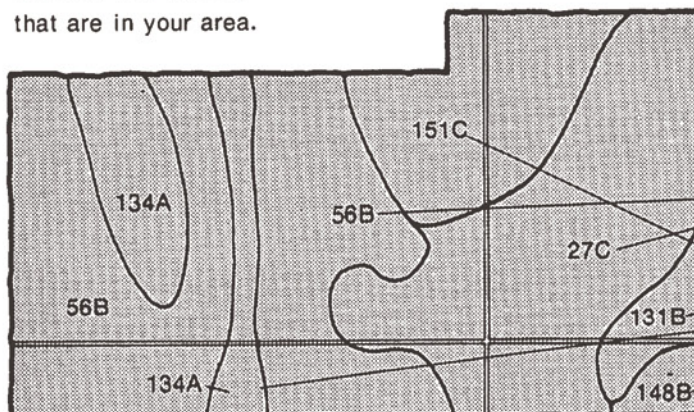 that are in your area.
151C
134A
56B
27C
56B
131B
134A
148B